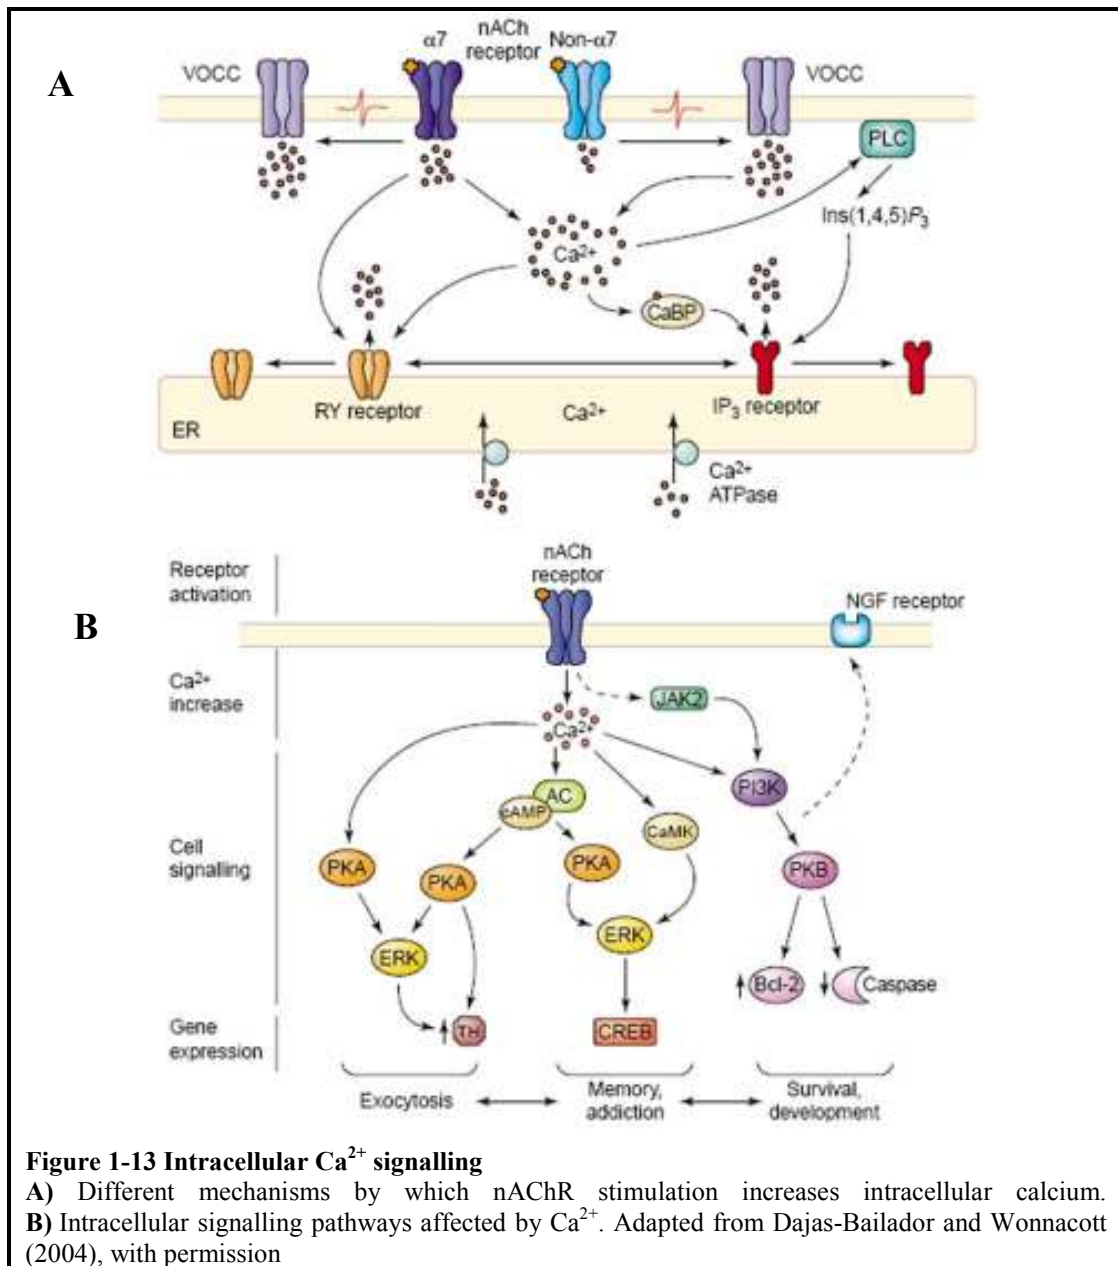 A
α7
nACh
receptor
Non-α7
VOCC
VOCC
PLC
Ins(1,4,5)P₃
Ca²⁺
CaBP
RY receptor
Ca²⁺
IP₃ receptor
ER
Ca²⁺
ATPase
B
Receptor
activation
nACh
receptor
NGF receptor
Ca²⁺
increase
JAK2
Ca²⁺
PI3K
AC
cAMP
CaMK
Cell
signalling
PKA
PKA
PKA
PKB
ERK
ERK
Bcl-2
Caspase
Gene
expression
TH
CREB
Exocytosis
Memory,
addiction
Survival,
development
Figure 1-13 Intracellular Ca²⁺ signalling
A) Different mechanisms by which nAChR stimulation increases intracellular calcium.
B) Intracellular signalling pathways affected by Ca²⁺. Adapted from Dajas-Bailador and Wonnacott
(2004), with permission